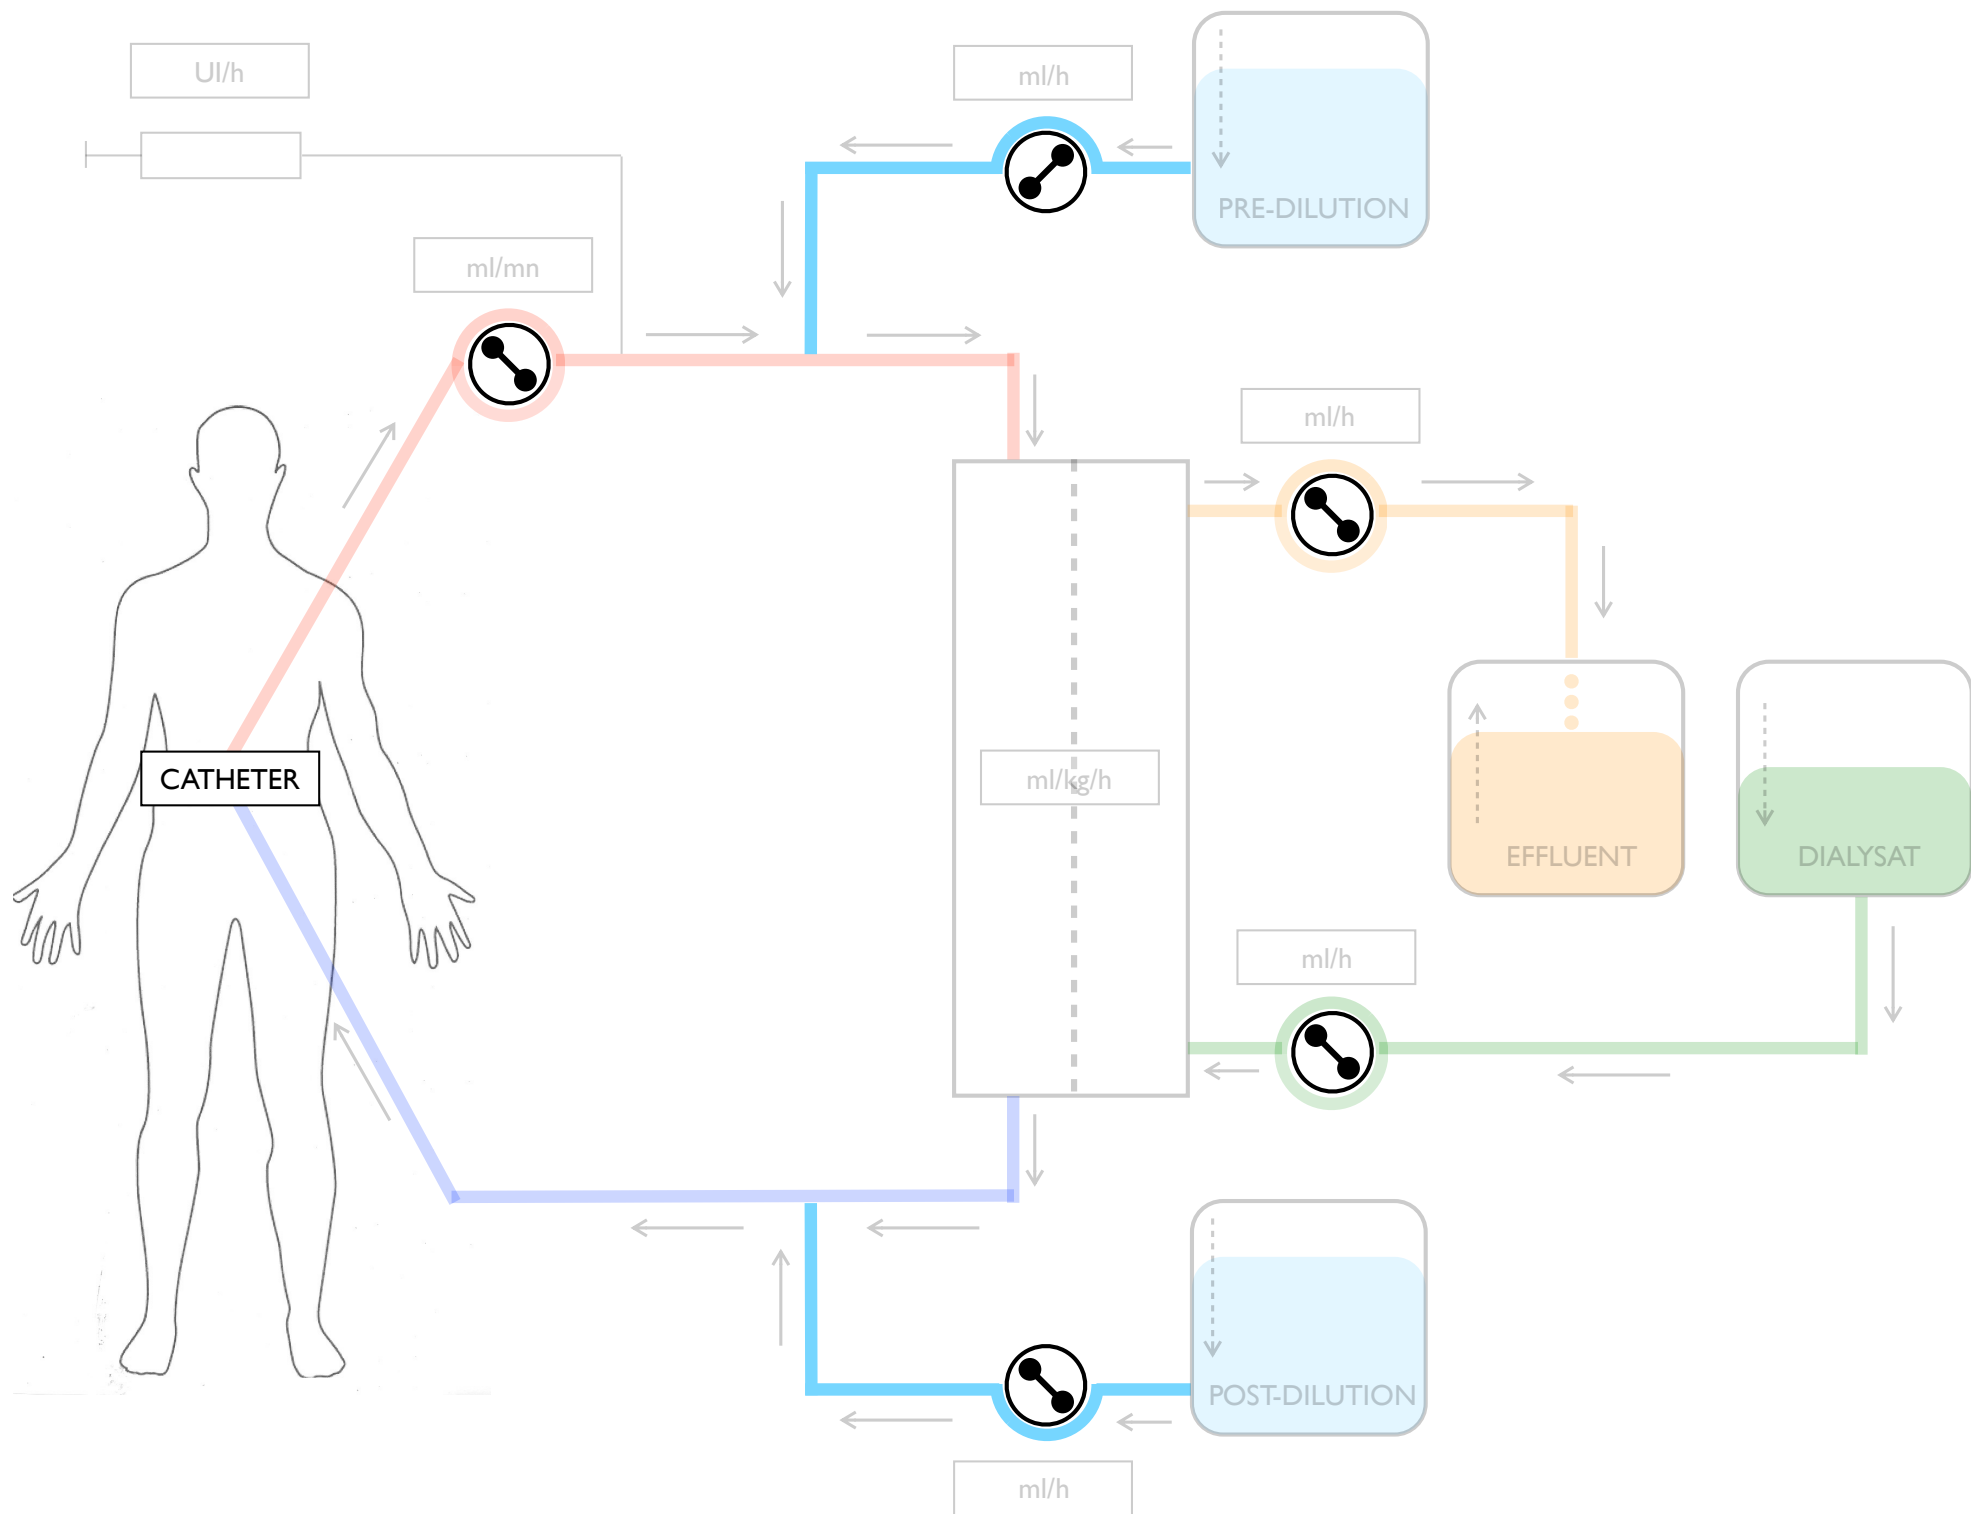 UI/h
ml/h
PRE-DILUTION
ml/mn
ml/h
CATHETER
ml/kg/h
EFFLUENT
DIALYSAT
ml/h
POST-DILUTION
ml/h